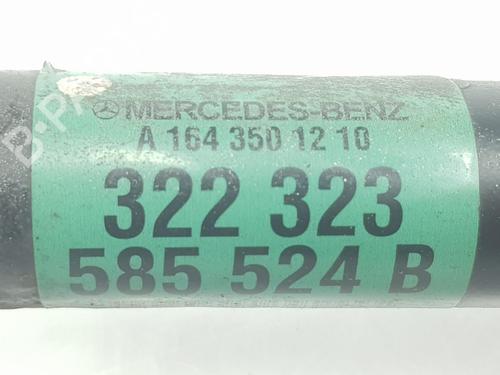 MERCEDES-BENZ
A 164 350 12 10
322 323
585 524 B